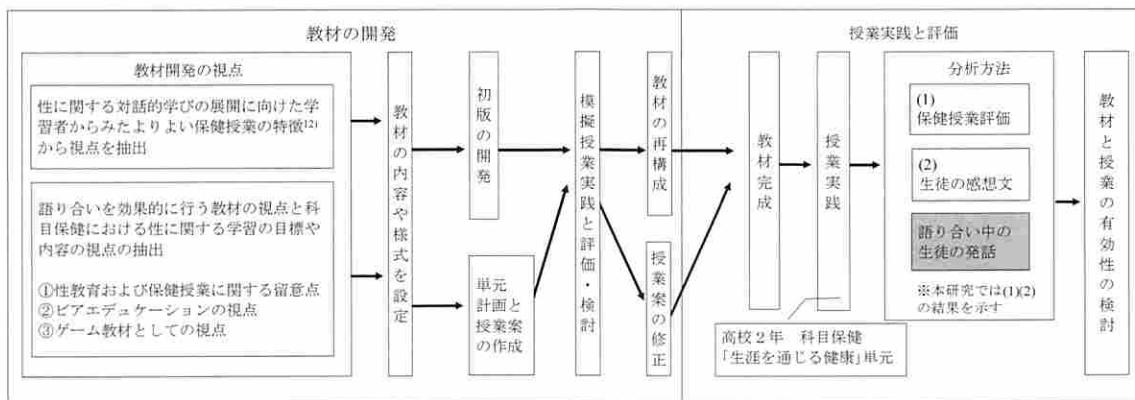 教材の開発
教材開発の視点
性に関する対話的学びの展開に向けた学
習者からみたよりよい保健授業の特徴12)
から視点を抽出
語り合いを効果的に行う教材の視点と科
目保健における性に関する学習の目標や
内容の視点の抽出
①性教育および保健授業に関する留意点
②ピアエデュケーションの視点
③ゲーム教材としての視点
教材の内容や様式を設定
初版の開発
単元
計画と
授業案
の作成
模擬授業実践と評価・検討
教材の再構成
授業案の修正
授業実践と評価
教材完成
授業実践
高校2年 科目保健
「生涯を通じる健康」単元
分析方法
(1)
保健授業評価
(2)
生徒の感想文
語り合い中の
生徒の発話
※本研究では(1)(2)
の結果を示す
教材と授業の有効性の検討